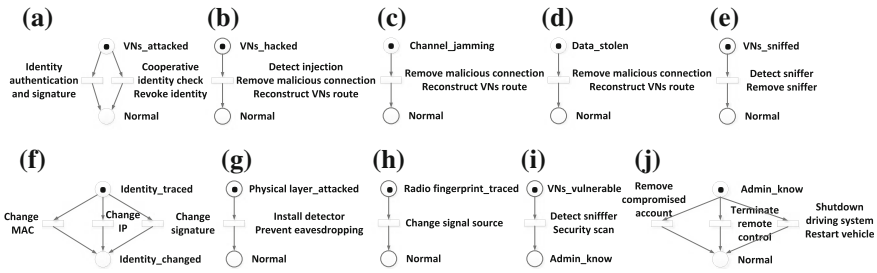 (a)
VNs_attacked
Identity
authentication
and signature
Cooperative
identity check
Revoke identity
Normal
(b)
VNs_hacked
Detect injection
Remove malicious connection
Reconstruct VNs route
Normal
(c)
Channel_jamming
Remove malicious connection
Reconstruct VNs route
Normal
(d)
Data_stolen
Remove malicious connection
Reconstruct VNs route
Normal
(e)
VNs_sniffed
Detect sniffer
Remove sniffer
Normal
(f)
Identity_traced
Change
MAC
Change
IP
Change
signature
Identity_changed
(g)
Physical layer_attacked
Install detector
Prevent eavesdropping
Normal
(h)
Radio fingerprint_traced
Change signal source
Normal
(i)
VNs_vulnerable
Detect snifffer
Security scan
Admin_know
(j)
Admin_know
Remove
compromised
account
Terminate
remote
control
Shutdown
driving system
Restart vehicle
Normal